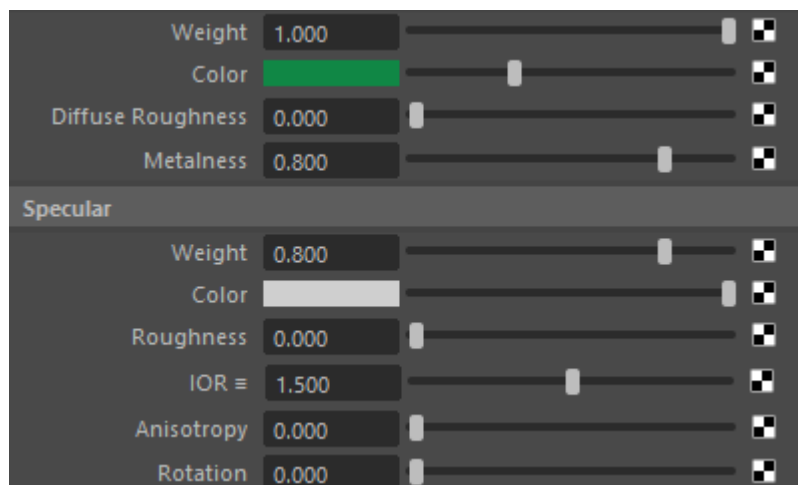 Weight 1.000
Color
Diffuse Roughness 0.000
Metalness 0.800
Specular
Weight 0.800
Color
Roughness 0.000
IOR ≡ 1.500
Anisotropy 0.000
Rotation 0.000